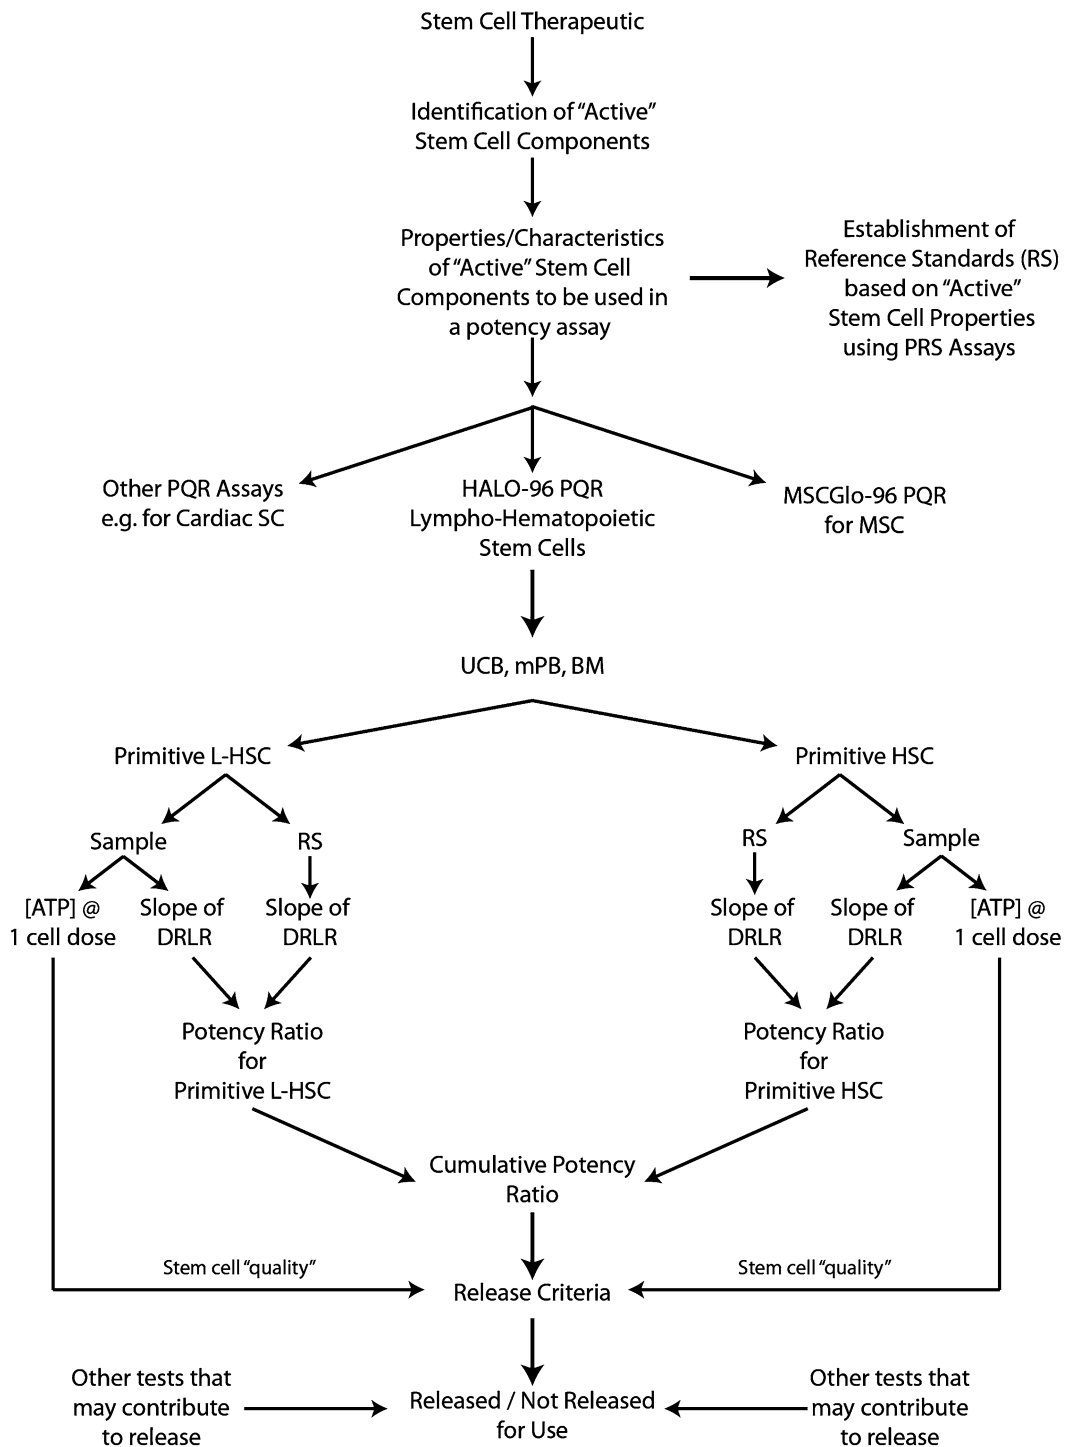 Stem Cell Therapeutic
Identification of “Active”
Stem Cell Components
Properties/Characteristics
of “Active” Stem Cell
Components to be used in
a potency assay
Establishment of
Reference Standards (RS)
based on “Active”
Stem Cell Properties
using PRS Assays
Other PQR Assays
e.g. for Cardiac SC
HALO-96 PQR
Lympho-Hematopoietic
Stem Cells
MSCGlo-96 PQR
for MSC
UCB, mPB, BM
Primitive L-HSC
Primitive HSC
Sample
RS
RS
Sample
[ATP] @
1 cell dose
Slope of
DRLR
Slope of
DRLR
Slope of
DRLR
Slope of
DRLR
[ATP] @
1 cell dose
Potency Ratio
for
Primitive L-HSC
Potency Ratio
for
Primitive HSC
Cumulative Potency
Ratio
Stem cell “quality”
Stem cell “quality”
Release Criteria
Other tests that
may contribute
to release
Released / Not Released
for Use
Other tests that
may contribute
to release